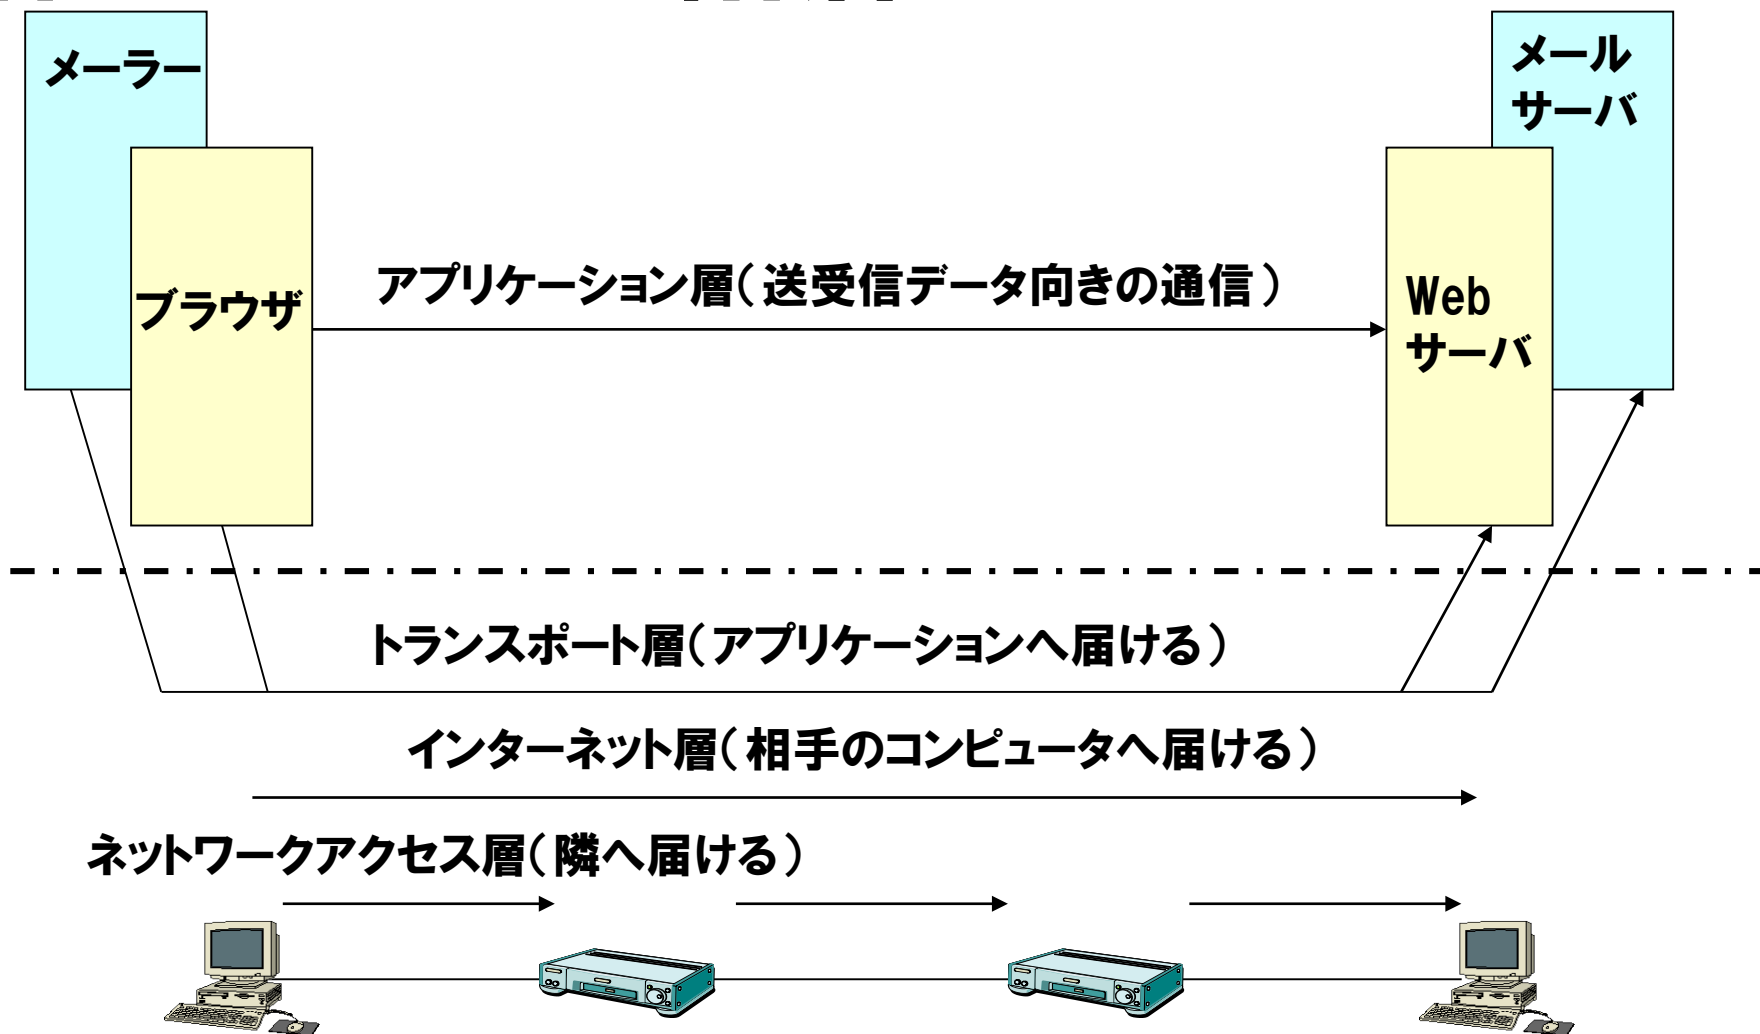 メーラー
メール
サーバ
ブラウザ
アプリケーション層（送受信データ向きの通信）
Web
サーバ
トランスポート層（アプリケーションへ届ける）
インターネット層（相手のコンピュータへ届ける）
ネットワークアクセス層（隣へ届ける）